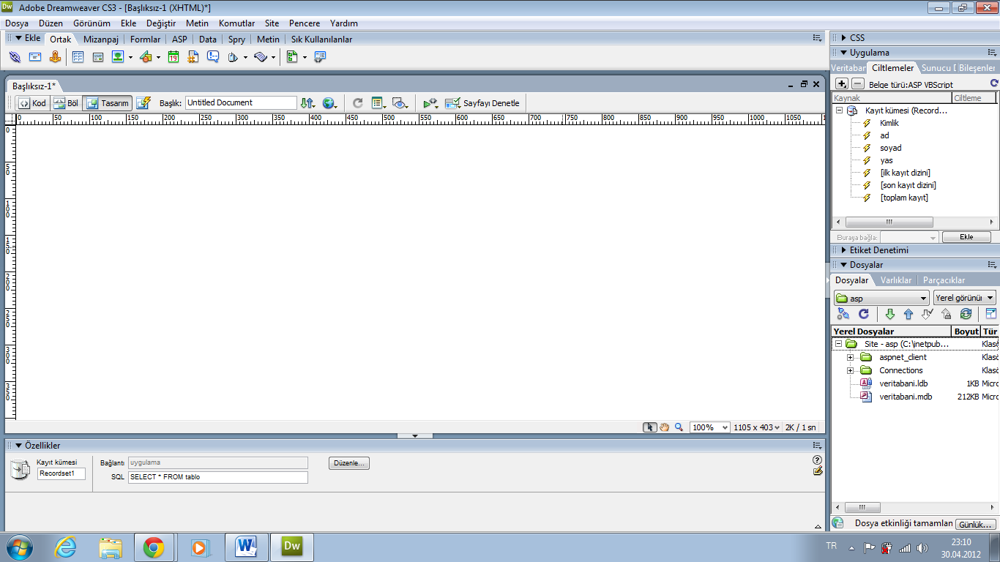 Dw Adobe Dreamweaver CS3 - [Başlıksız-1 (XHTML)*]
Dosya Düzen Görünüm Ekle Değiştir Metin Komutlar Site Pencere Yardım
Ekle Ortak Mizanpaj Formlar ASP Data Spry Metin Sık Kullanılanlar
19
Başlıksız-1*
Kod Böl Tasarım Başlık: Untitled Document Sayfayı Denetle
0 50 100 150 200 250 300 350 400 450 500 550 600 650 700 750 800 850 900 950 1000 1050
0
50
100
150
200
250
300
350
100% 1105 x 403 2K / 1 sn
Özellikler
Kayıt kümesi
Recordset1
Bağlantı uygulama Düzenle...
SQL SELECT * FROM tablo
CSS
Uygulama
Veritabar Ciltlemeler Sunucu Bileşenler
Belge türü:ASP VBScript
Kaynak Ciltleme
Kayıt kümesi (Record...
Kimlik
ad
soyad
yas
[ilk kayıt dizini]
[son kayıt dizini]
[toplam kayıt]
Buraya bağla: Ekle
Etiket Denetimi
Dosyalar
Dosyalar Varlıklar Parçacıklar
asp Yerel görünü
Yerel Dosyalar Boyut Tür
Site - asp (C:\inetpub... Klasö
aspnet_client Klasö
Connections Klasö
veritabani.ldb 1KB Micro
veritabani.mdb 212KB Micro
Dosya etkinliği tamamlan Günlük...
W Dw TR 23:10
30.04.2012